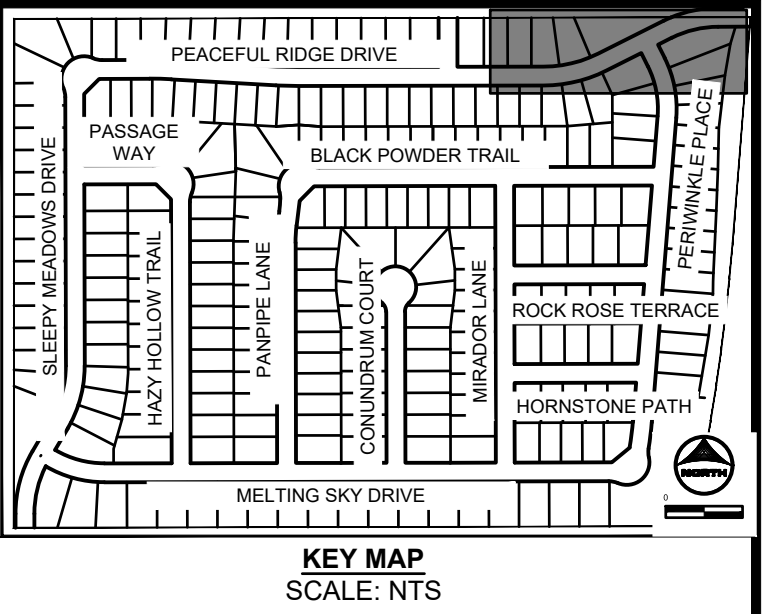 PEACEFUL RIDGE DRIVE
PASSAGE
WAY
BLACK POWDER TRAIL
SLEEPY MEADOWS DRIVE
HAZY HOLLOW TRAIL
PANPIPE LANE
CONUNDRUM COURT
MIRADOR LANE
PERIWINKLE PLACE
ROCK ROSE TERRACE
HORNSTONE PATH
MELTING SKY DRIVE
NORTH
0
KEY MAP
SCALE: NTS